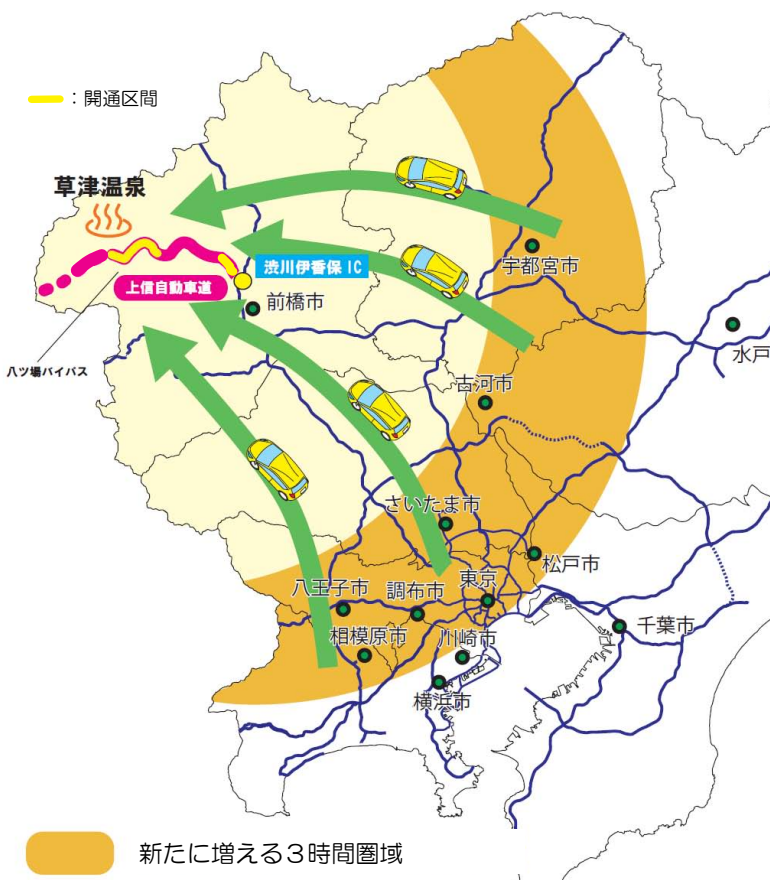 ：開通区間
草津温泉
渋川伊香保 IC
上信自動車道
前橋市
八ツ場バイパス
宇都宮市
水戸
古河市
さいたま市
松戸市
八王子市
調布市
東京
千葉市
相模原市
川崎市
横浜市
新たに増える３時間圏域